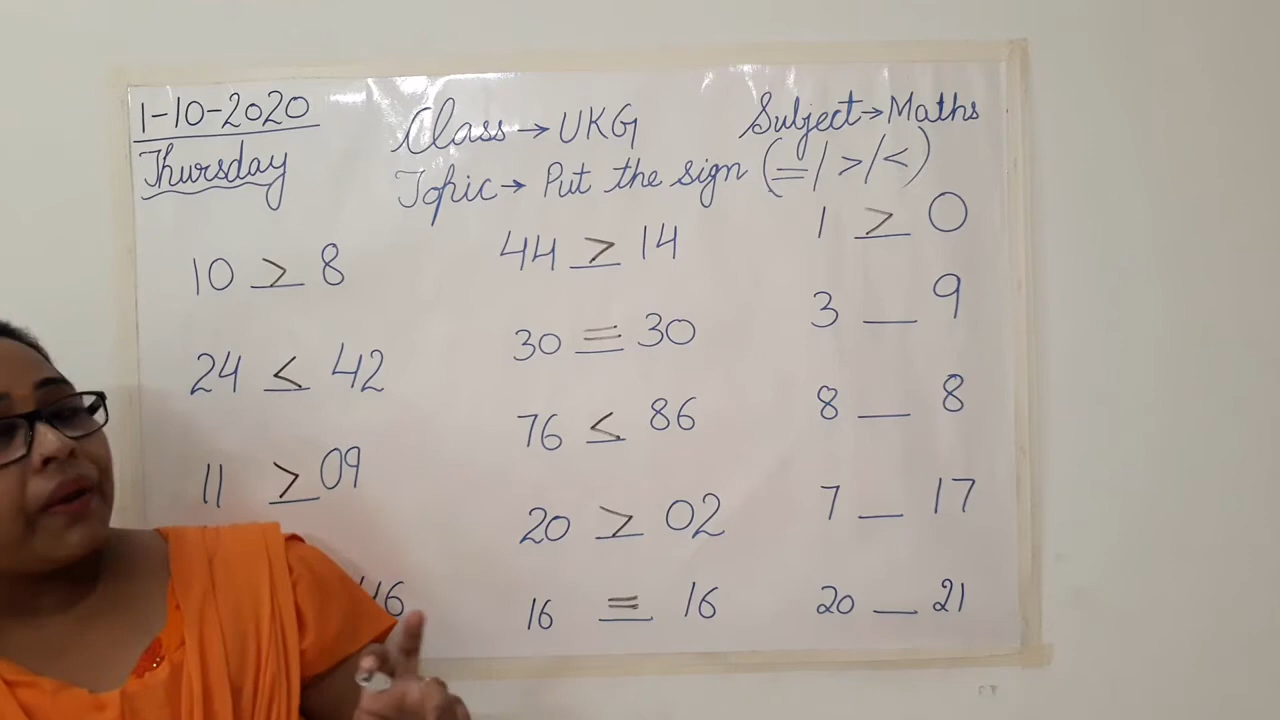 1-10-2020
Thursday
Class → UKG
Subject → Maths
Topic → Put the sign (=/>/<)
10 > 8
24 < 42
11 > 09
46
44 > 14
30 = 30
76 < 86
20 > 02
16 = 16
1 > 0
3 __ 9
8 __ 8
7 __ 17
20 __ 21